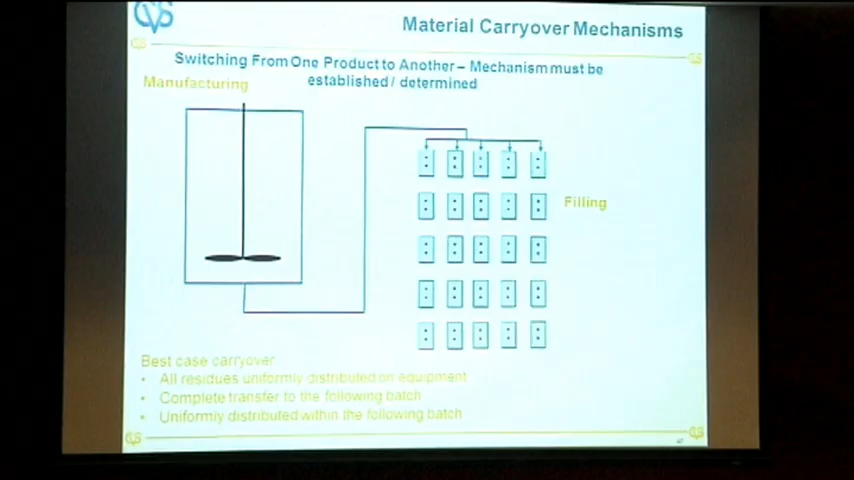 CVS
Material Carryover Mechanisms
Switching From One Product to Another – Mechanism must be
established / determined
Manufacturing
Filling
Best case carryover
• All residues uniformly distributed on equipment
• Complete transfer to the following batch
• Uniformly distributed within the following batch